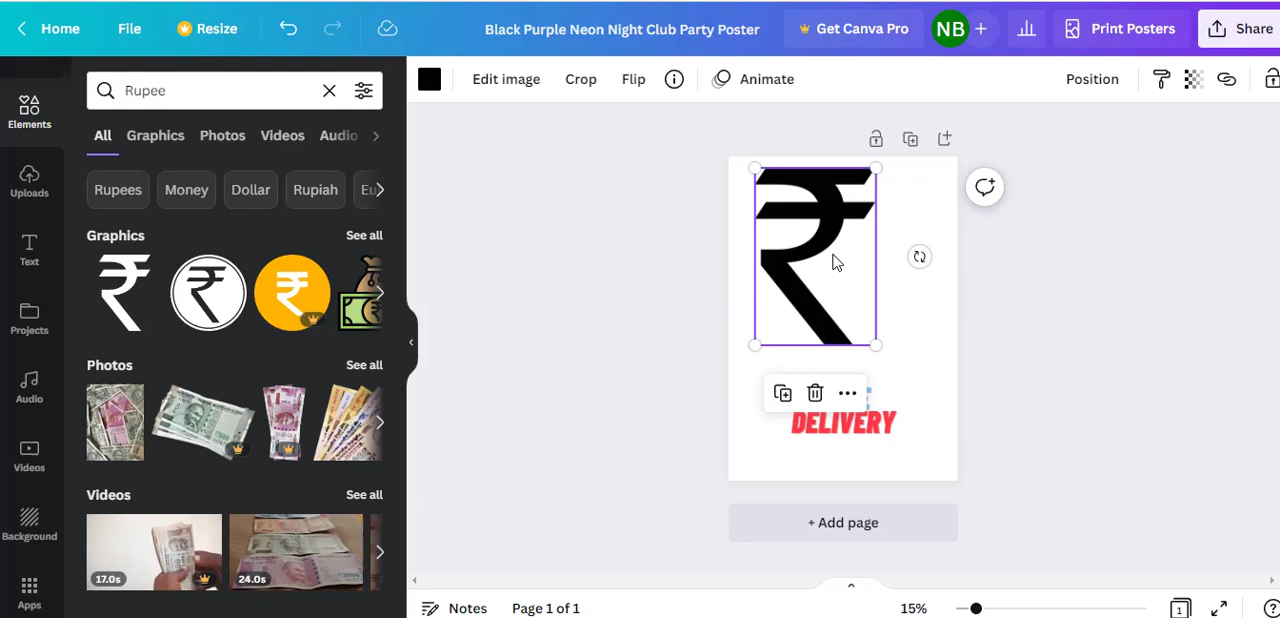 Home
File
Resize
Black Purple Neon Night Club Party Poster
Get Canva Pro
NB
+
Print Posters
Share
Rupee
Edit image
Crop
Flip
Animate
Position
Elements
All
Graphics
Photos
Videos
Audio
Rupees
Money
Dollar
Rupiah
Eu
Uploads
Graphics
See all
₹
₹
₹
₹
₹
Text
Projects
Photos
See all
DELIVERY
Audio
Videos
Videos
See all
Background
+ Add page
17.0s
24.0s
Apps
Notes
Page 1 of 1
15%
1